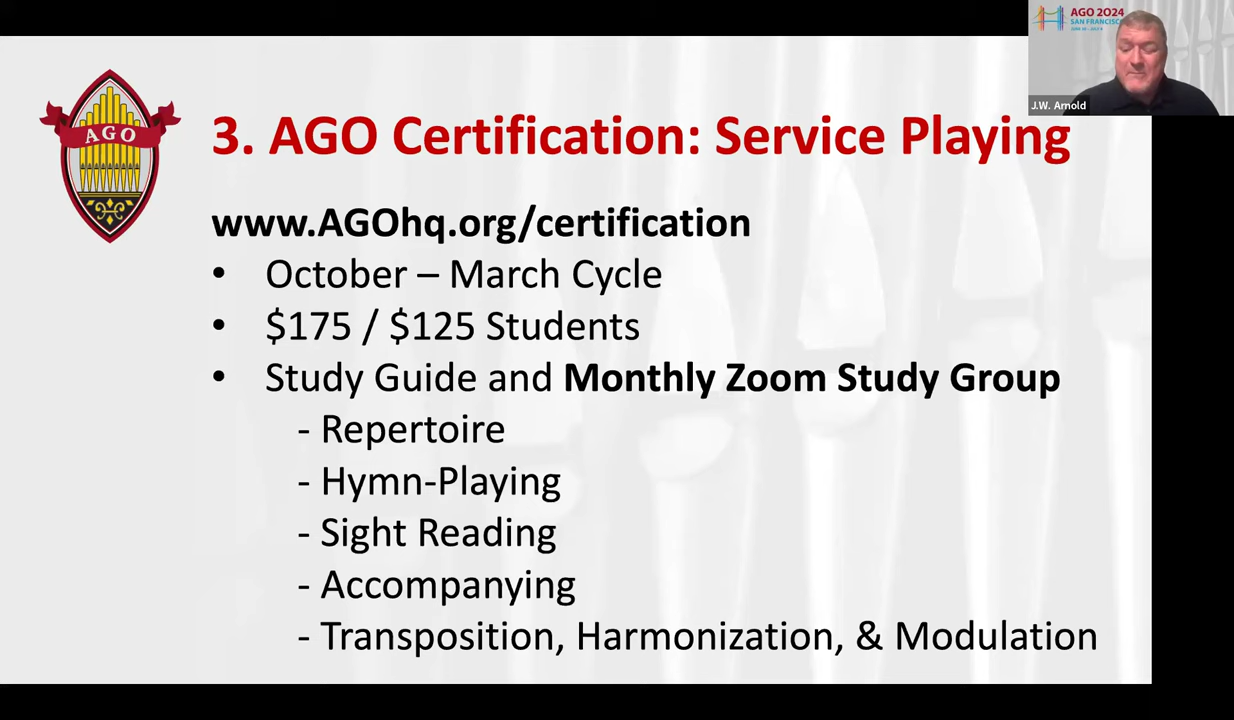 AGO 2024
SAN FRANCISCO
J.W. Arnold
AGO
3. AGO Certification: Service Playing
www.AGOhq.org/certification
• October – March Cycle
• $175 / $125 Students
• Study Guide and Monthly Zoom Study Group
- Repertoire
- Hymn-Playing
- Sight Reading
- Accompanying
- Transposition, Harmonization, & Modulation